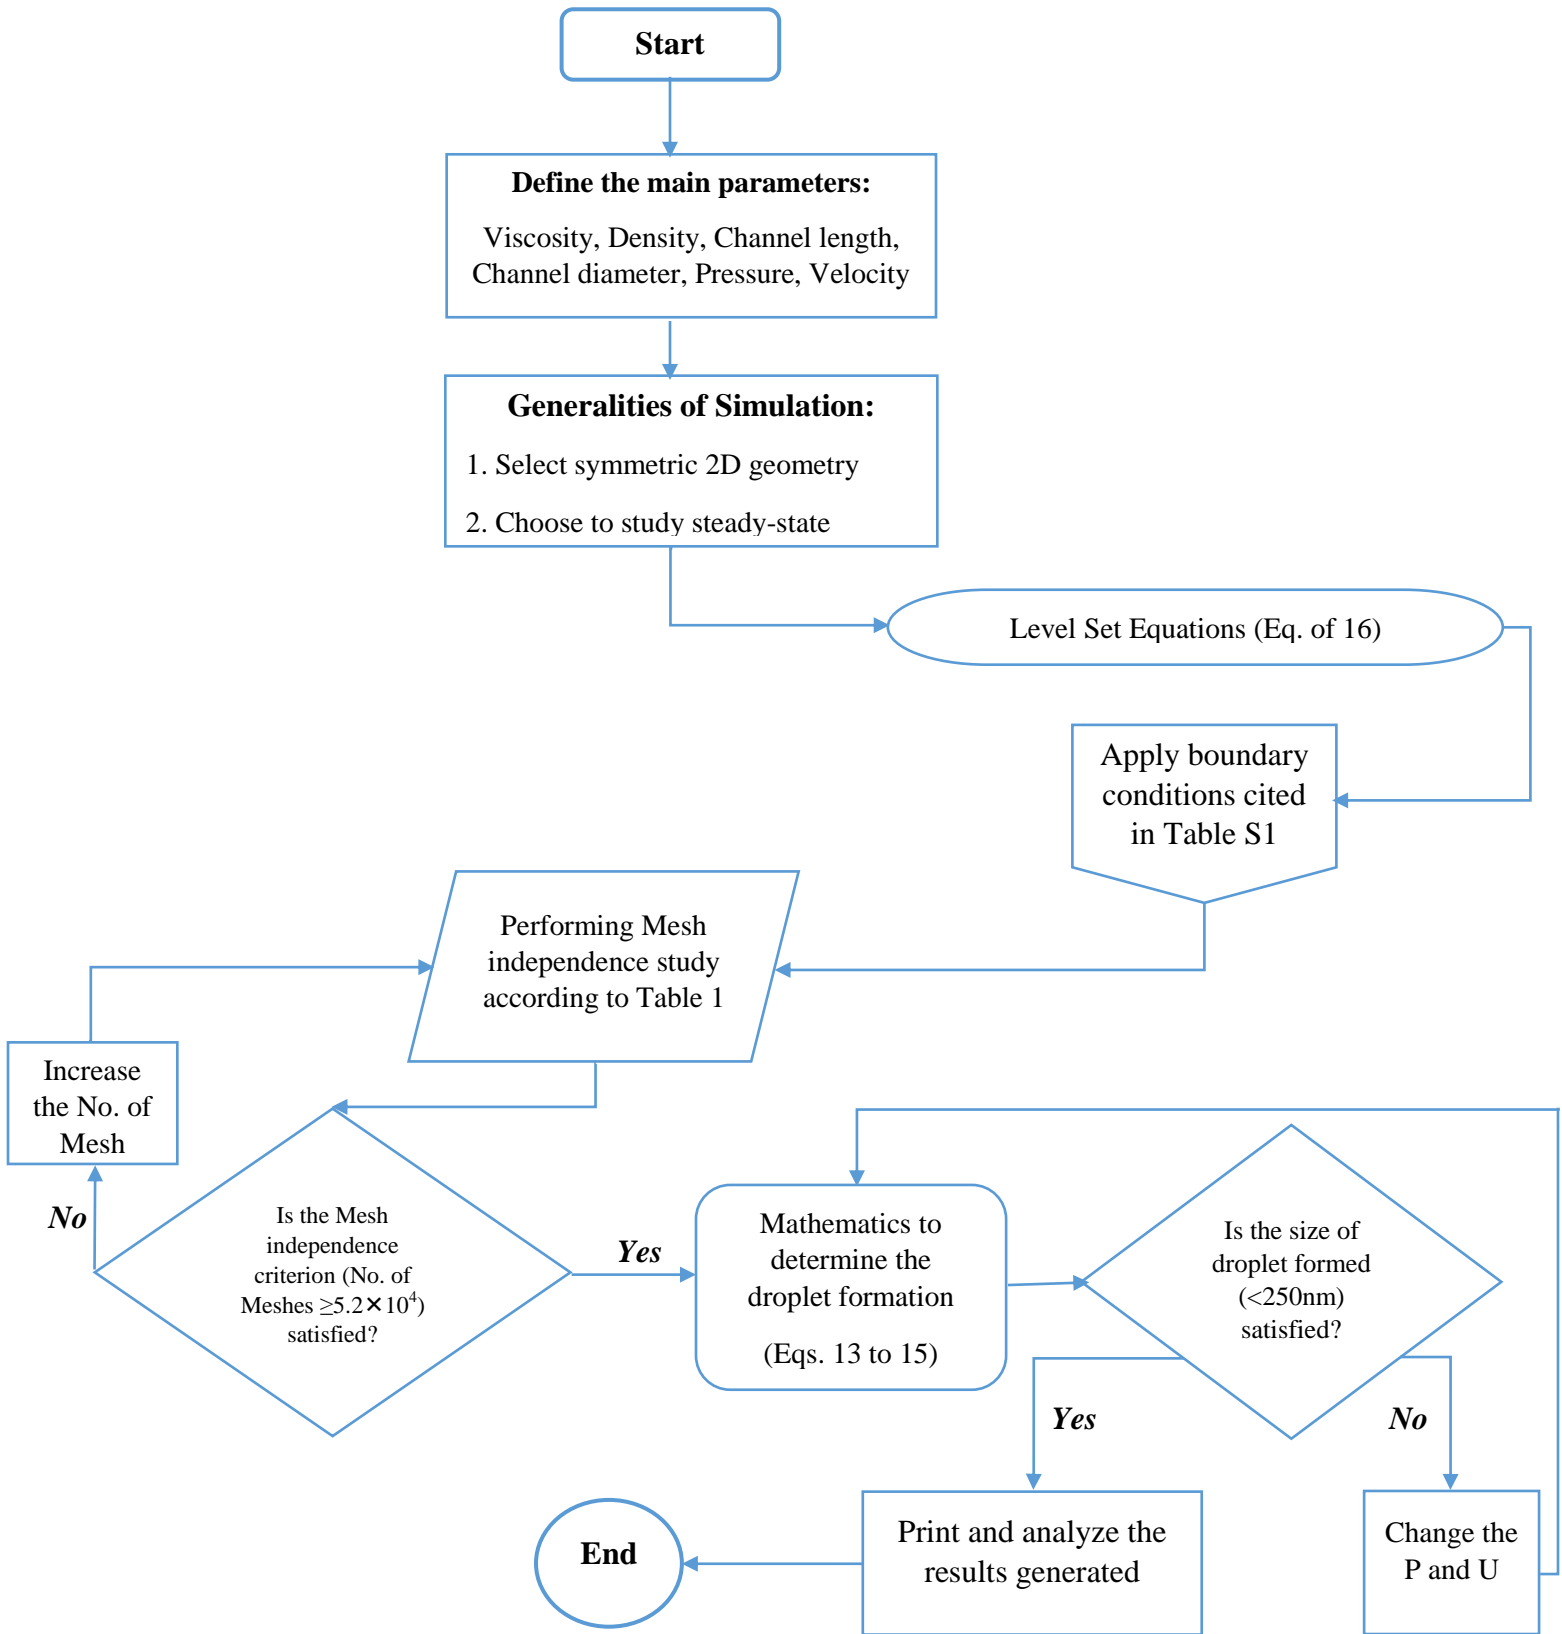 Start
Define the main parameters:
Viscosity, Density, Channel length,
Channel diameter, Pressure, Velocity
Generalities of Simulation:
1. Select symmetric 2D geometry
2. Choose to study steady-state
Level Set Equations (Eq. of 16)
Apply boundary
conditions cited
in Table S1
Performing Mesh
independence study
according to Table 1
Increase
the No. of
Mesh
No
Is the Mesh
independence
criterion (No. of
Meshes ≥5.2×10⁴)
satisfied?
Yes
Mathematics to
determine the
droplet formation
(Eqs. 13 to 15)
Is the size of
droplet formed
(<250nm)
satisfied?
Yes
No
Print and analyze the
results generated
Change the
P and U
End